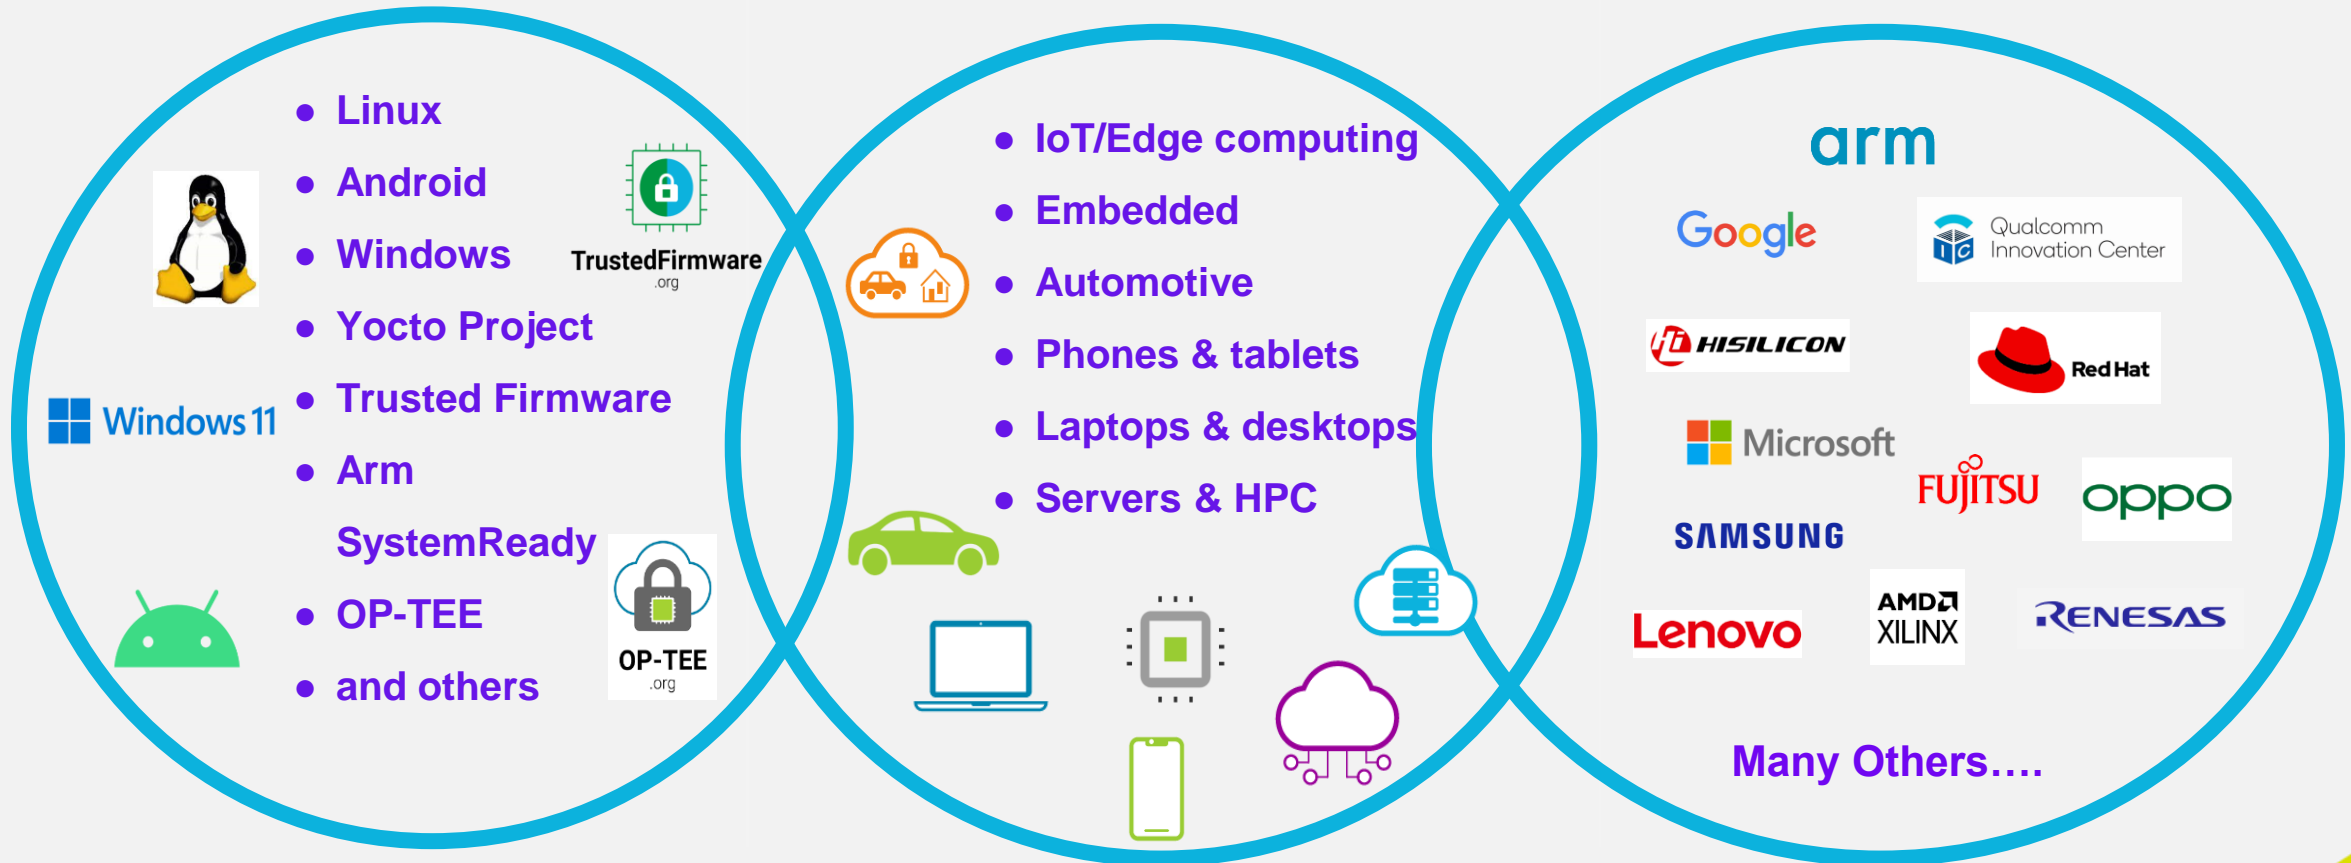 ● Linux
● Android
● Windows
● Yocto Project
● Trusted Firmware
● Arm
SystemReady
● OP-TEE
● and others
TrustedFirmware
.org
Windows 11
OP-TEE
.org
● IoT/Edge computing
● Embedded
● Automotive
● Phones & tablets
● Laptops & desktops
● Servers & HPC
arm
Google
IC
Qualcomm
Innovation Center
Hi HISILICON
Red Hat
Microsoft
FUJITSU
oppo
SAMSUNG
Lenovo
AMD
XILINX
RENESAS
Many Others....